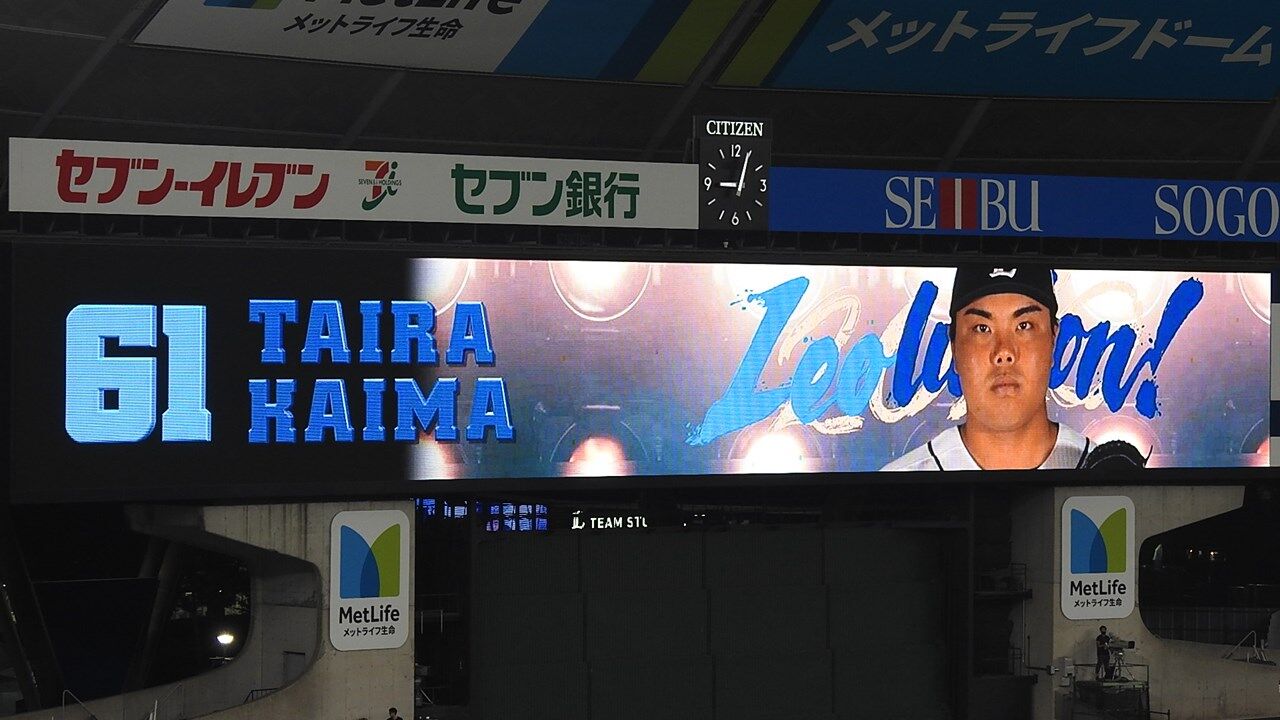 MetLife
メットライフ生命
メットライフドーム
CITIZEN
12
3
6
9
セブン-イレブン
SEVEN & i HOLDINGS
セブン銀行
SEIBU
SOGO
61
TAIRA
KAIMA
L
TEAM
MetLife
メットライフ生命
MetLife
メットライフ生命